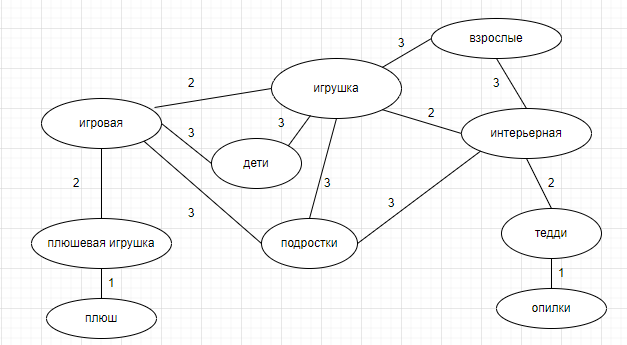 взрослые
3
игрушка
3
2
2
игровая
3
3
интерьерная
дети
2
3
2
3
3
плюшевая игрушка
подростки
тедди
1
1
плюш
опилки